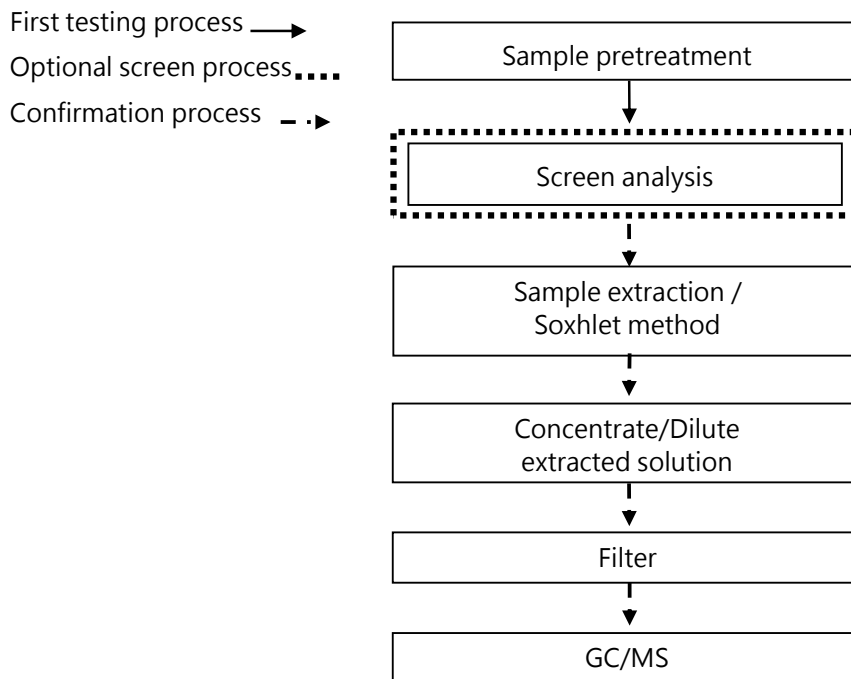 First testing process
Optional screen process
Confirmation process
Sample pretreatment
Screen analysis
Sample extraction /
Soxhlet method
Concentrate/Dilute
extracted solution
Filter
GC/MS